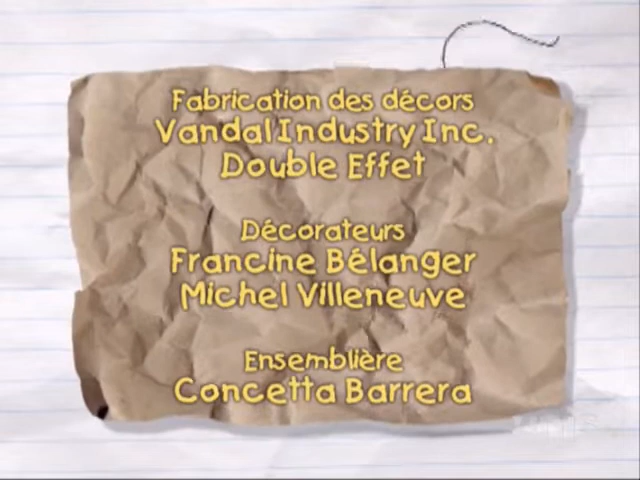 Fabrication des décors
Vandal Industry Inc.
Double Effet
Décorateurs
Francine Bélanger
Michel Villeneuve
Ensemblière
Concetta Barrera